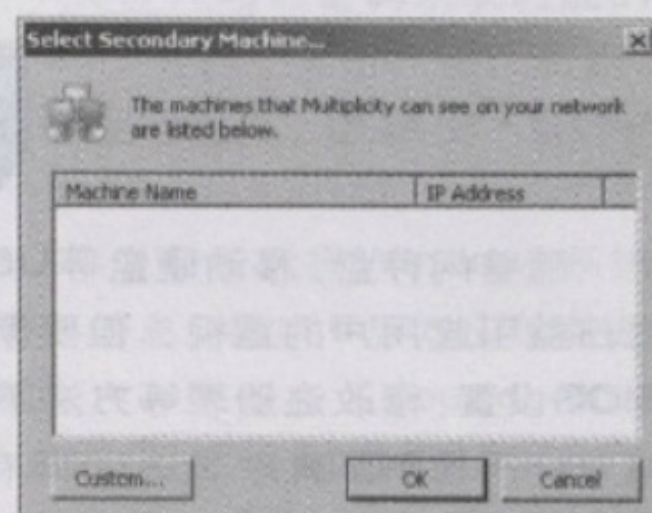 Select Secondary Machine...
The machines that Multiplicity can see on your network
are listed below.
Machine Name IP Address
Custom... OK Cancel